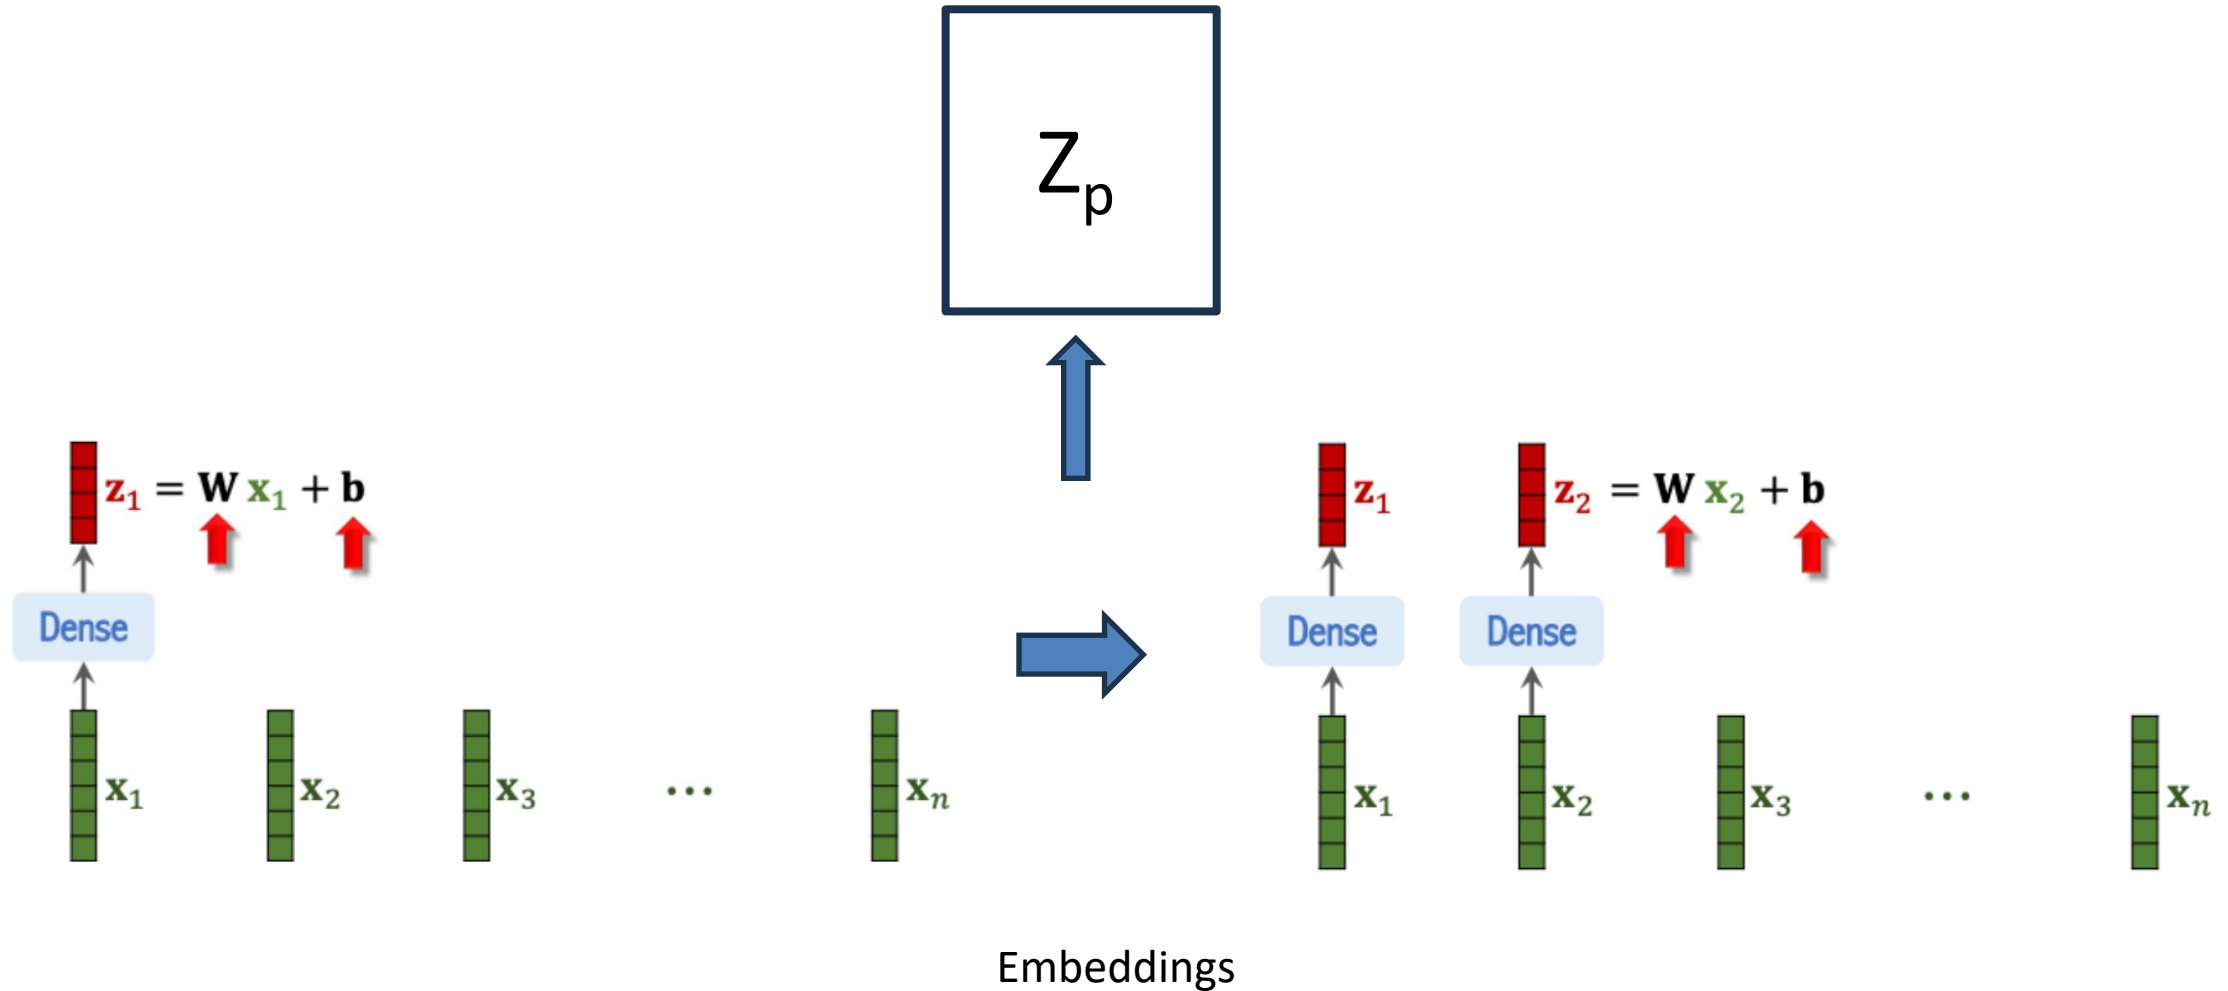 Zₚ
z₁ = W x₁ + b
z₁
z₂ = W x₂ + b
Dense
Dense
Dense
x₁
x₂
x₃
...
xₙ
x₁
x₂
x₃
...
xₙ
Embeddings